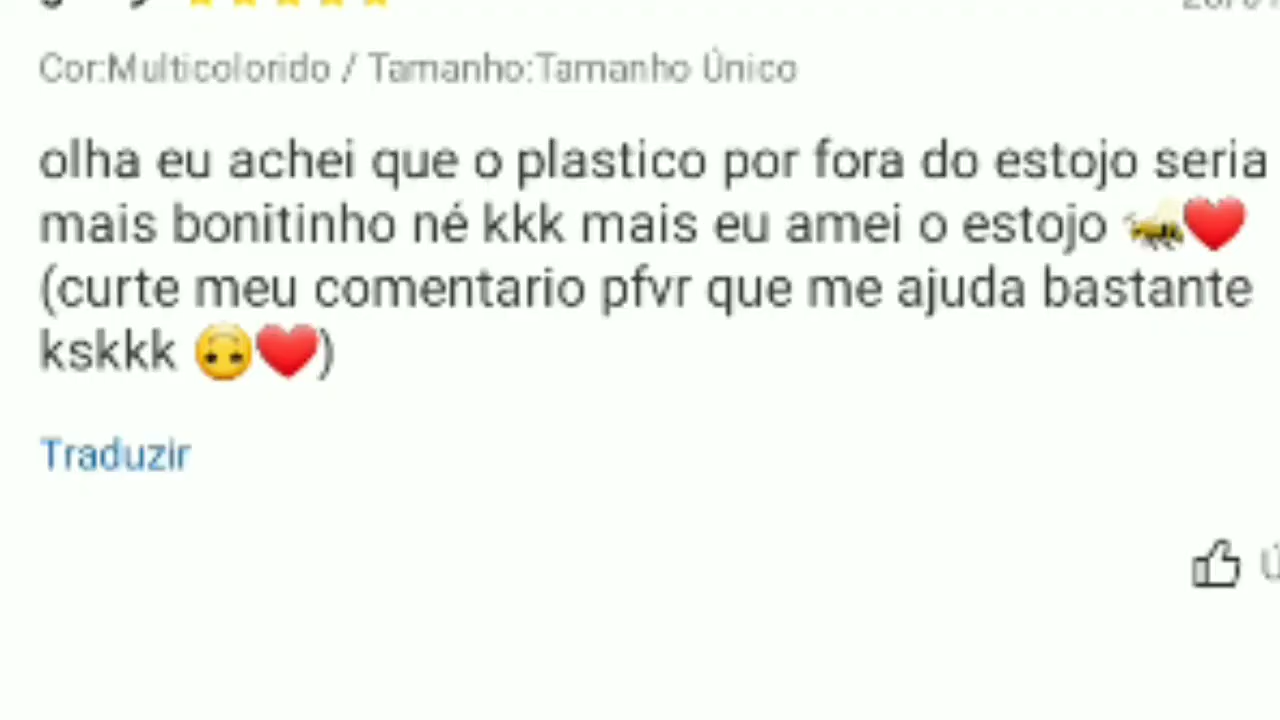 Cor:Multicolorido / Tamanho:Tamanho Único
olha eu achei que o plastico por fora do estojo seria
mais bonitinho né kkk mais eu amei o estojo 🐝❤️
(curte meu comentario pfvr que me ajuda bastante
kskkk 🙃❤️)
Traduzir